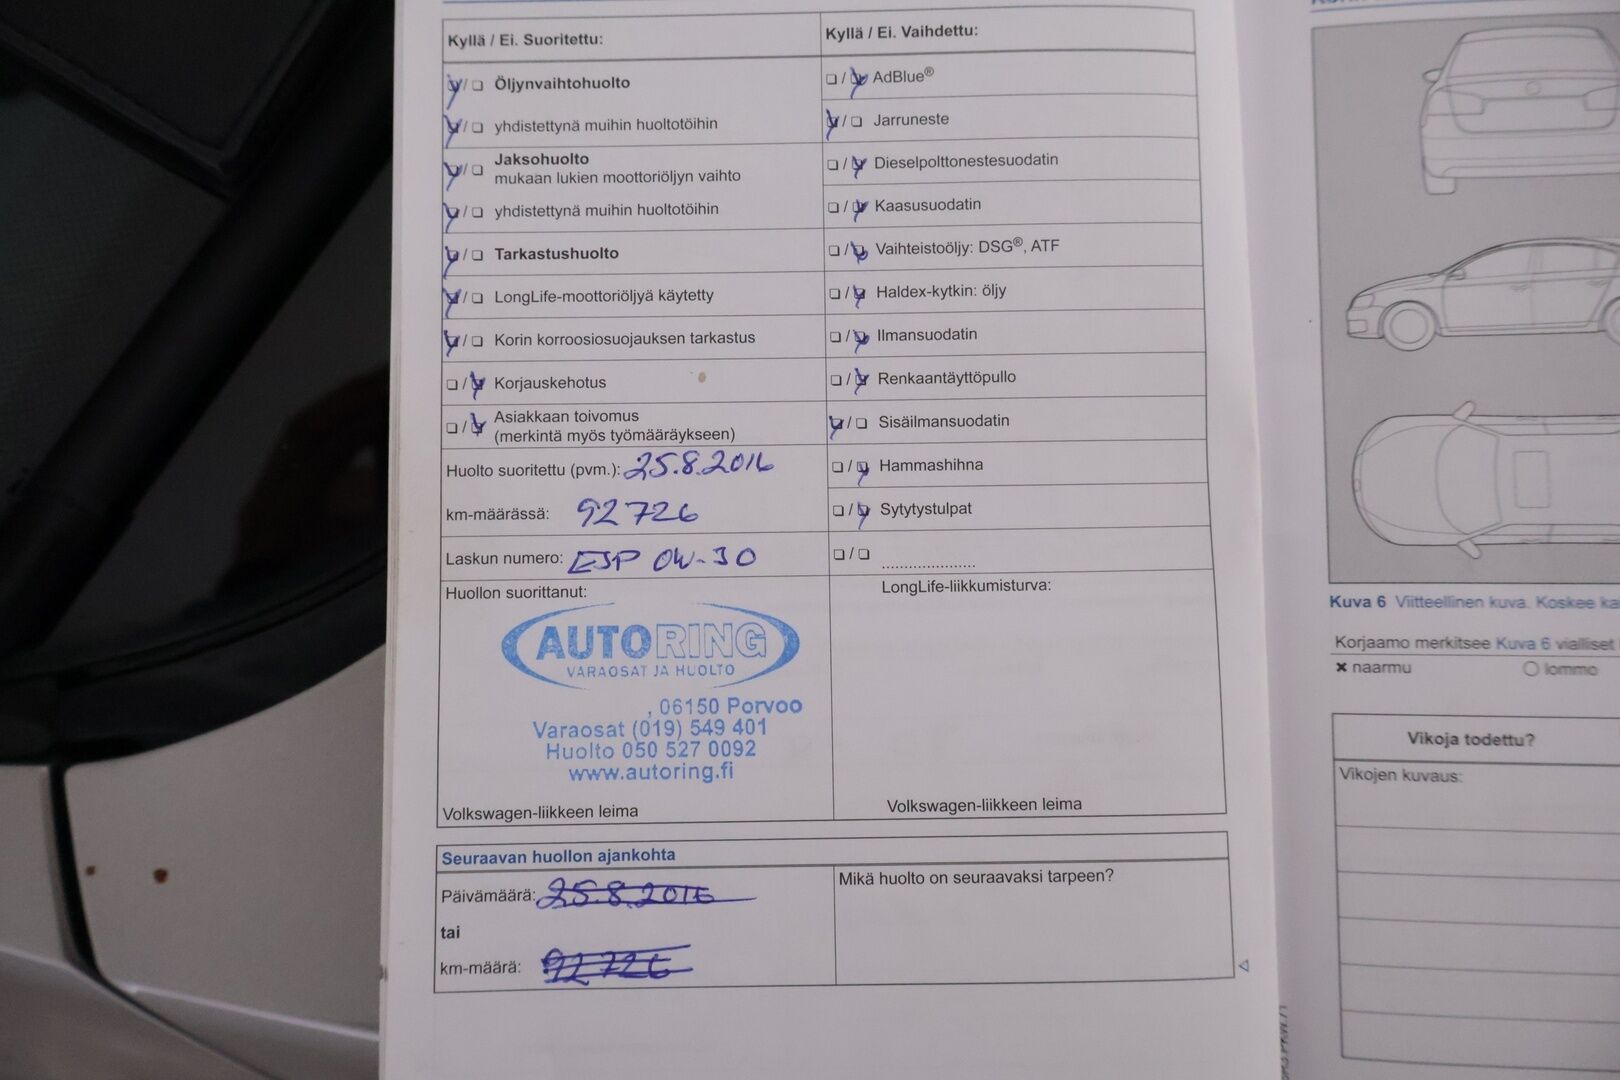 Kyllä / Ei. Suoritettu:
Kyllä / Ei. Vaihdettu:
Öljynvaihtohuolto
yhdistettynä muihin huoltotöihin
Jaksohuolto
mukaan lukien moottoriöljyn vaihto
yhdistettynä muihin huoltotöihin
Tarkastushuolto
LongLife-moottoriöljyä käytetty
Korin korroosiosuojauksen tarkastus
Korjauskehotus
Asiakkaan toivomus
(merkintä myös työmääräykseen)
Huolto suoritettu (pvm.): 25.8.2016
km-määrässä: 92726
Laskun numero: ESP 0W-30
Huollon suorittanut:
AUTORING
VARAOSAT JA HUOLTO
, 06150 Porvoo
Varaosat (019) 549 401
Huolto 050 527 0092
www.autoring.fi
Volkswagen-liikkeen leima
AdBlue®
Jarruneste
Dieselpolttonestesuodatin
Kaasusuodatin
Vaihteistoöljy: DSG®, ATF
Haldex-kytkin: öljy
Ilmansuodatin
Renkaantäyttöpullo
Sisäilmansuodatin
Hammashihna
Sytytystulpat
LongLife-liikkumisturva:
Volkswagen-liikkeen leima
Seuraavan huollon ajankohta
Päivämäärä: 25.8.2016
tai
km-määrä: 92726
Mikä huolto on seuraavaksi tarpeen?
Kuva 6 Viitteellinen kuva. Koskee
Korjaamo merkitsee Kuva 6 vialliset
naarmu
lommo
Vikoja todettu?
Vikojen kuvaus: